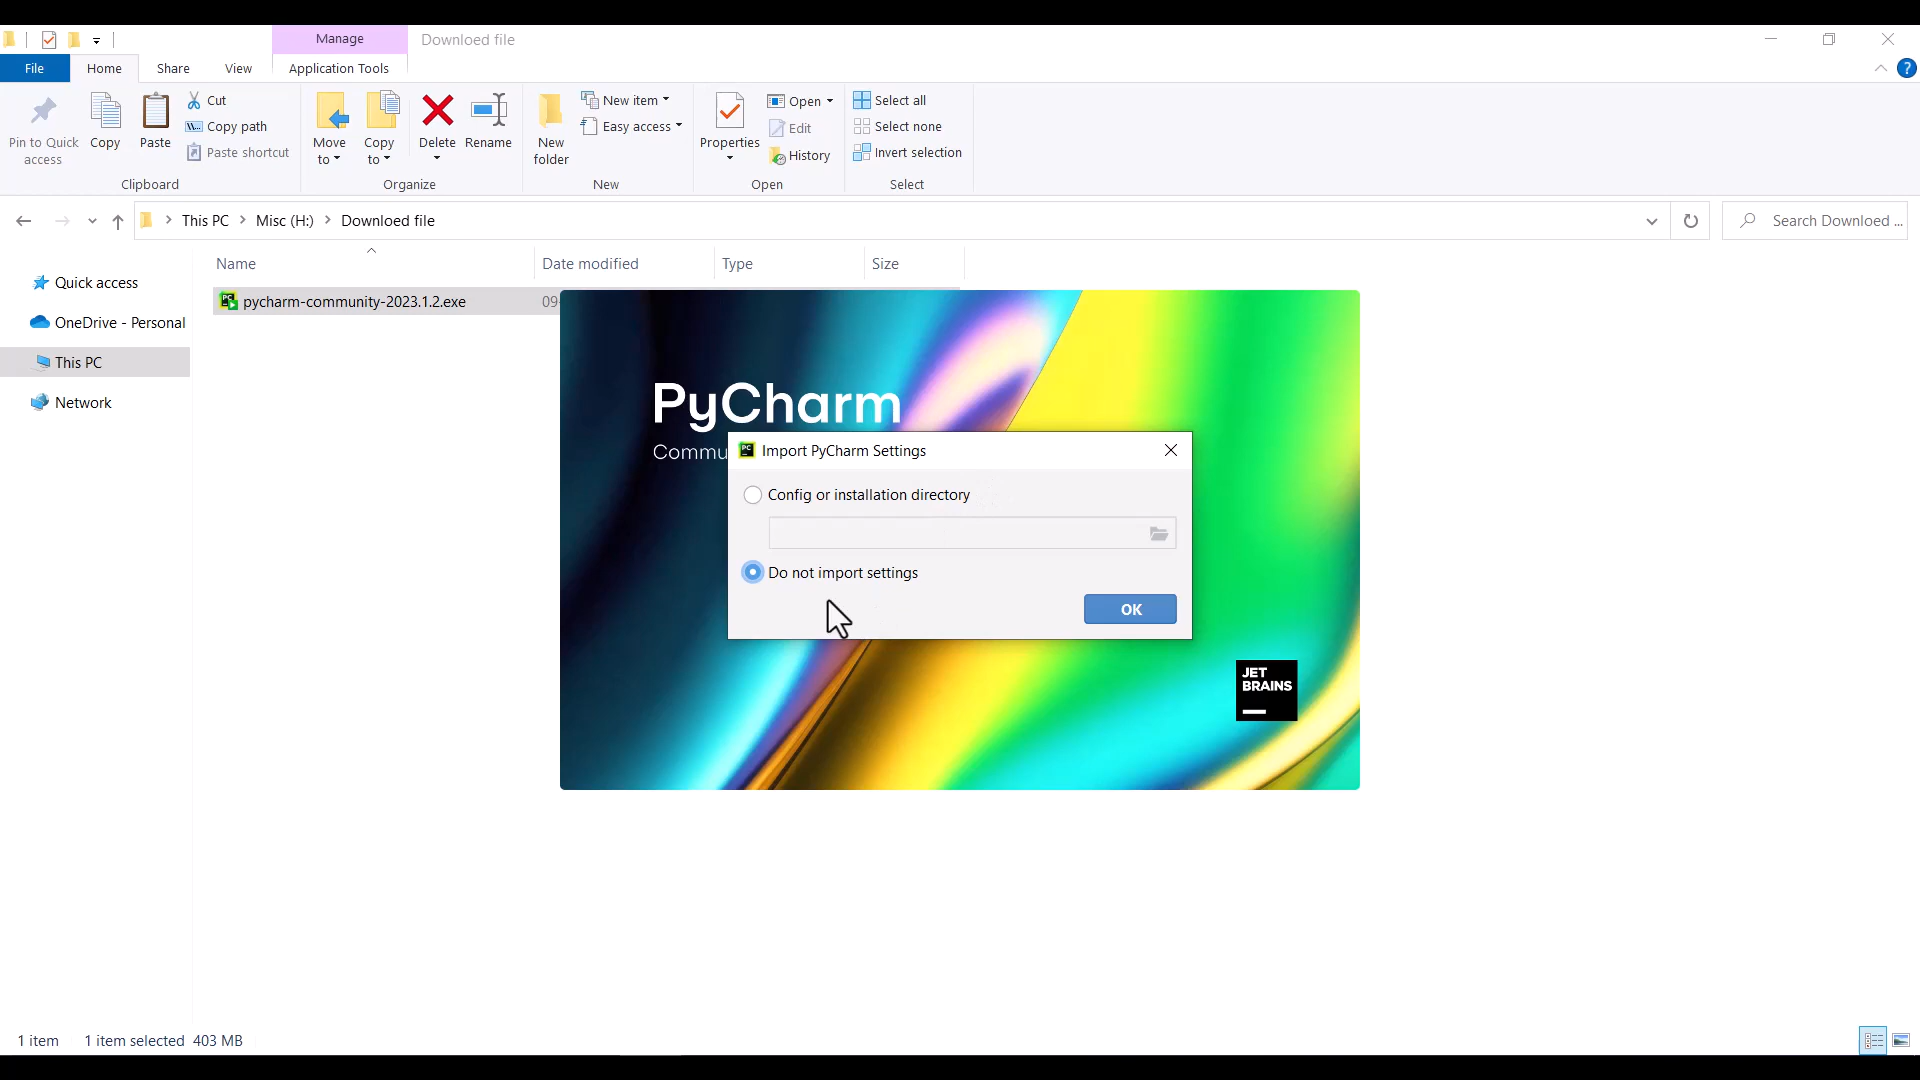 Manage
Downloed file
File
Home
Share
View
Application Tools
?
Pin to Quick access
Copy
Paste
Cut
Copy path
Paste shortcut
Clipboard
Move to
Copy to
Delete
Rename
Organize
New folder
New item
Easy access
New
Properties
Open
Edit
History
Open
Select all
Select none
Invert selection
Select
This PC
Misc (H:)
Downloed file
Search Downloed ...
Name
Date modified
Type
Size
Quick access
OneDrive - Personal
This PC
Network
pycharm-community-2023.1.2.exe
09-
PyCharm
Commu
PC
Import PyCharm Settings
Config or installation directory
Do not import settings
OK
JET
BRAINS
1 item
1 item selected 403 MB